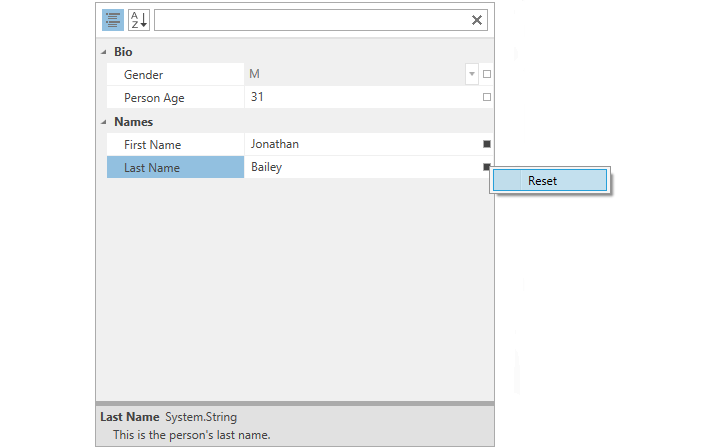 A Z
Bio
Gender M
Person Age 31
Names
First Name Jonathan
Last Name Bailey
Reset
Last Name System.String
This is the person's last name.